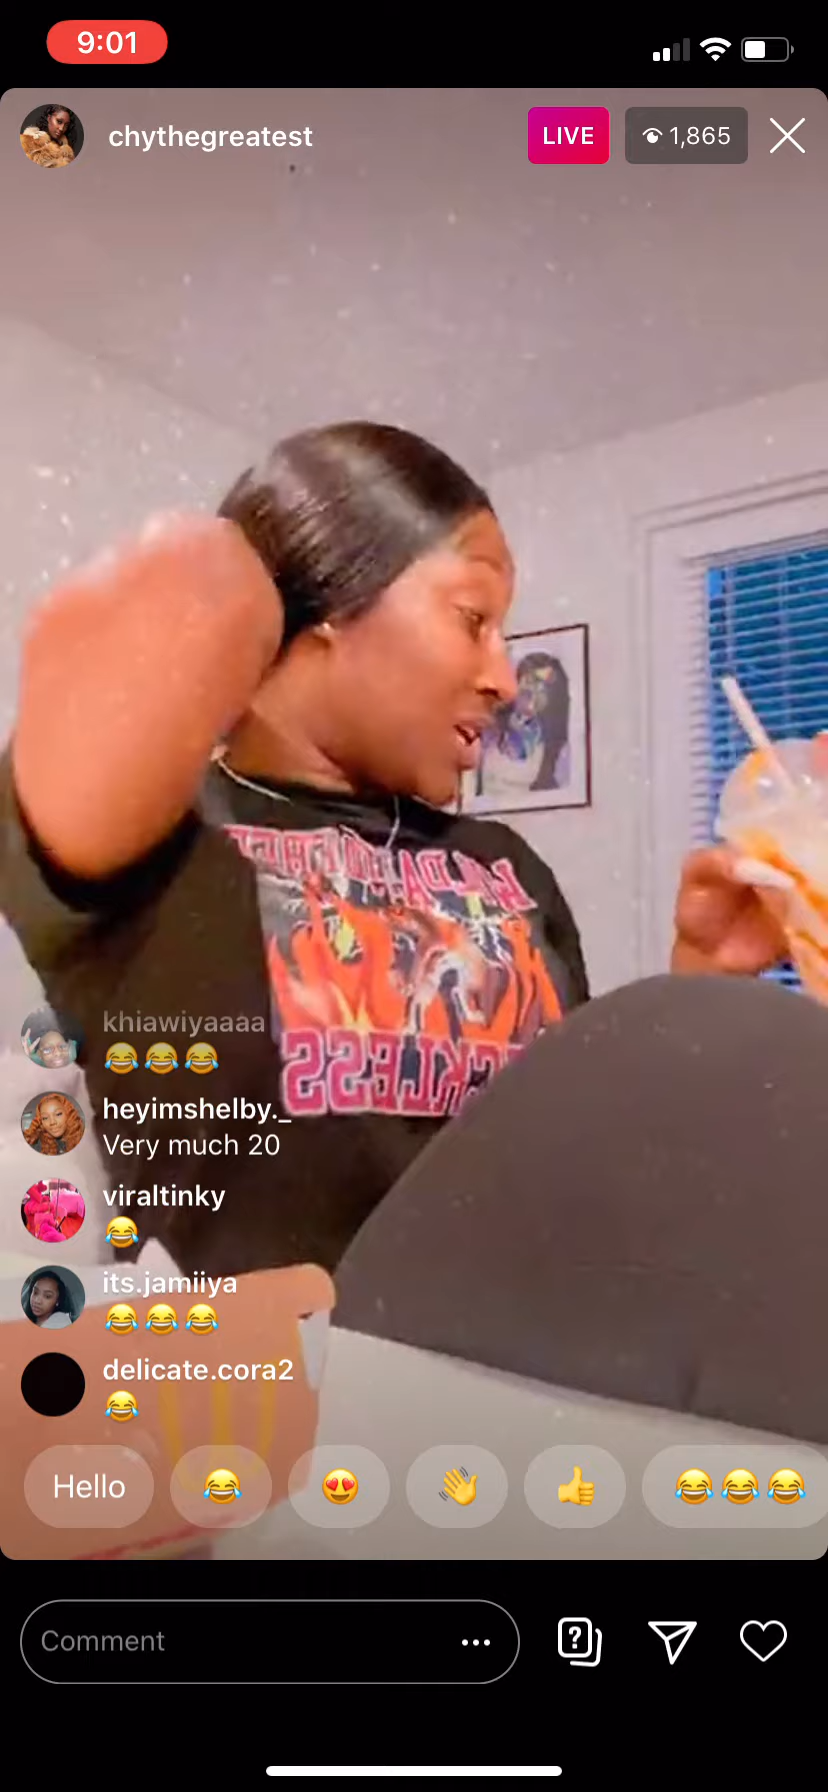 9:01
chythegreatest
LIVE
1,865
khiawiyaaaa
😂😂😂
heyimshelby._
Very much 20
viraltinky
😂
its.jamiiya
😂😂😂
delicate.cora2
😂
Hello 😂 😍 👋 👍 😂😂😂
Comment